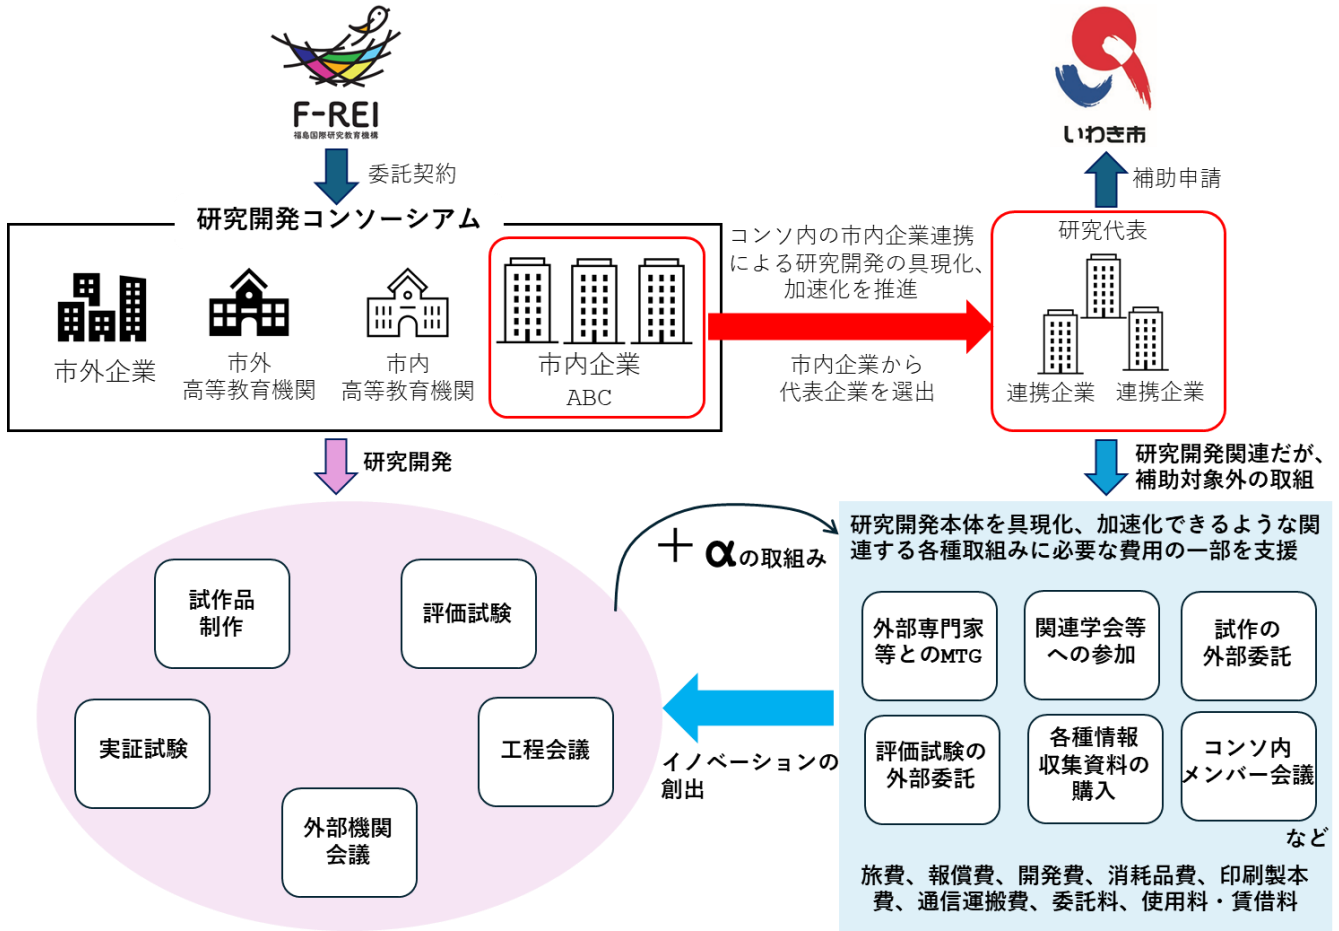 F-REI
福島国際研究教育機構
いわき市
委託契約
補助申請
研究開発コンソーシアム
市外企業
市外
高等教育機関
市内
高等教育機関
市内企業
ABC
コンソ内の市内企業連携
による研究開発の具現化、
加速化を推進
市内企業から
代表企業を選出
研究代表
連携企業
連携企業
研究開発
研究開発関連だが、
補助対象外の取組
試作品
制作
評価試験
実証試験
工程会議
外部機関
会議
＋αの取組み
イノベーションの
創出
研究開発本体を具現化、加速化できるような関
連する各種取組みに必要な費用の一部を支援
外部専門家
等とのMTG
関連学会等
への参加
試作の
外部委託
評価試験の
外部委託
各種情報
収集資料の
購入
コンソ内
メンバー会議
など
旅費、報償費、開発費、消耗品費、印刷製本
費、通信運搬費、委託料、使用料・賃借料